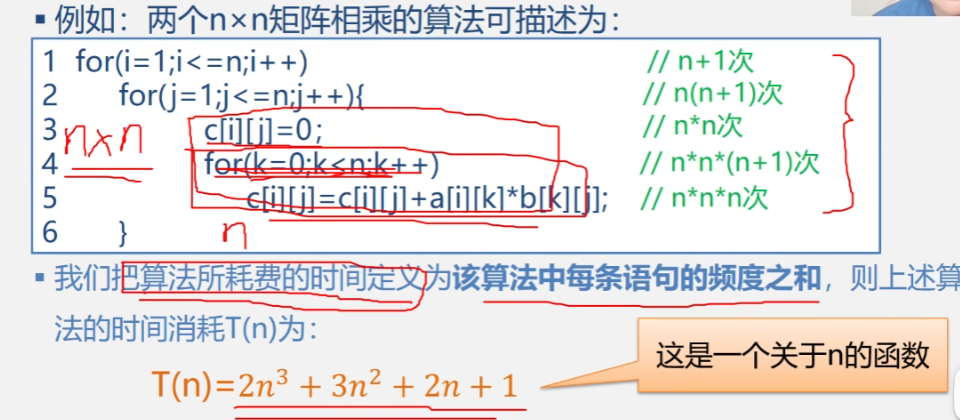 ▪ 例如：两个n×n矩阵相乘的算法可描述为：
1 for(i=1;i<=n;i++) // n+1次
2 for(j=1;j<=n;j++){ // n(n+1)次
3 c[i][j]=0; // n*n次
n×n
4 for(k=0;k<n;k++) // n*n*(n+1)次
5 c[i][j]=c[i][j]+a[i][k]*b[k][j]; // n*n*n次
6 }
n
▪ 我们把算法所耗费的时间定义为该算法中每条语句的频度之和，则上述算
法的时间消耗T(n)为：
这是一个关于n的函数
T(n)=2n³ + 3n² + 2n + 1